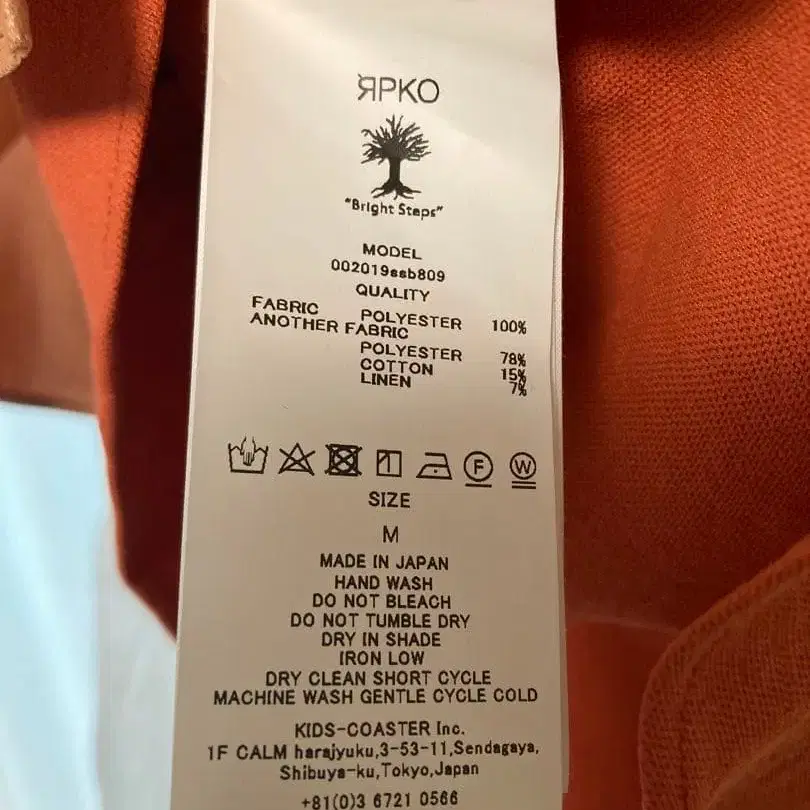 ЯPKO
"Bright Steps"
MODEL
002019ssb809
QUALITY
FABRIC POLYESTER 100%
ANOTHER FABRIC
POLYESTER 78%
COTTON 15%
LINEN 7%
F W
SIZE
M
MADE IN JAPAN
HAND WASH
DO NOT BLEACH
DO NOT TUMBLE DRY
DRY IN SHADE
IRON LOW
DRY CLEAN SHORT CYCLE
MACHINE WASH GENTLE CYCLE COLD
KIDS-COASTER Inc.
1F CALM harajyuku,3-53-11,Sendagaya,
Shibuya-ku,Tokyo,Japan
+81(0)3 6721 0566